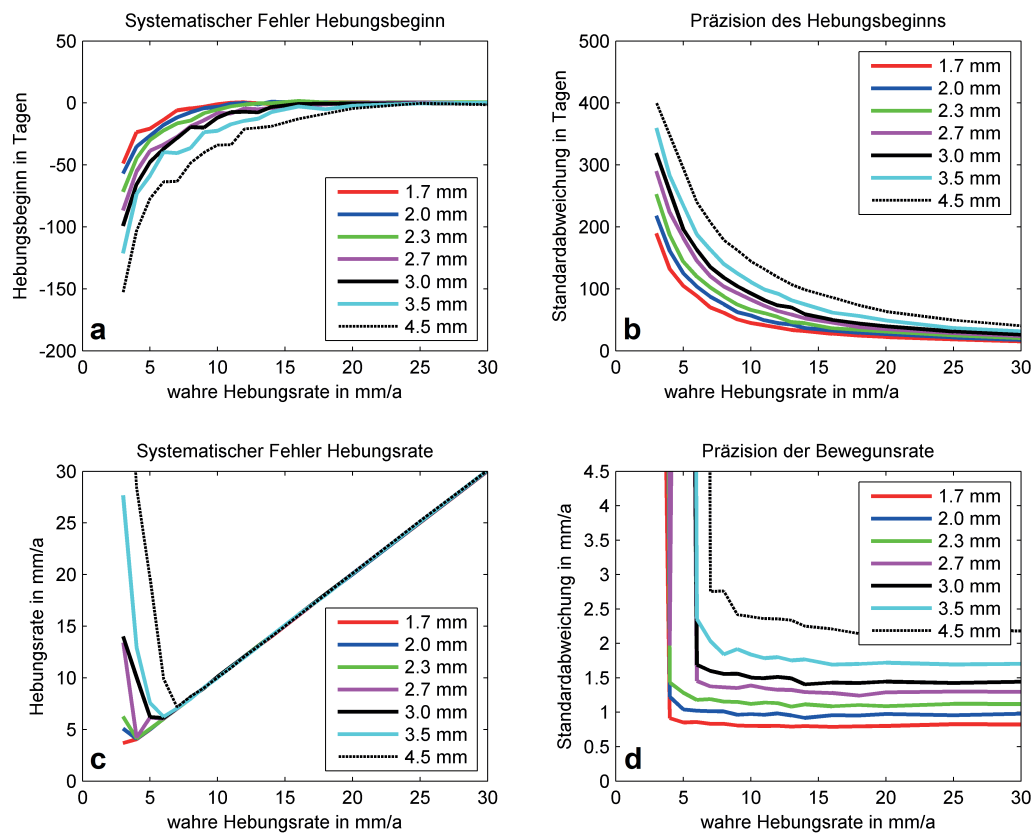 Systematischer Fehler Hebungsbeginn
50
0
-50
-100
-150
-200
0 5 10 15 20 25 30
Hebungsbeginn in Tagen
wahre Hebungsrate in mm/a
1.7 mm
2.0 mm
2.3 mm
2.7 mm
3.0 mm
3.5 mm
4.5 mm
a
Präzision des Hebungsbeginns
500
400
300
200
100
0
0 5 10 15 20 25 30
Standardabweichung in Tagen
wahre Hebungsrate in mm/a
1.7 mm
2.0 mm
2.3 mm
2.7 mm
3.0 mm
3.5 mm
4.5 mm
b
Systematischer Fehler Hebungsrate
30
25
20
15
10
5
0
0 5 10 15 20 25 30
Hebungsrate in mm/a
wahre Hebungsrate in mm/a
1.7 mm
2.0 mm
2.3 mm
2.7 mm
3.0 mm
3.5 mm
4.5 mm
c
Präzision der Bewegunsrate
4.5
4
3.5
3
2.5
2
1.5
1
0.5
0
0 5 10 15 20 25 30
Standardabweichung in mm/a
wahre Hebungsrate in mm/a
1.7 mm
2.0 mm
2.3 mm
2.7 mm
3.0 mm
3.5 mm
4.5 mm
d